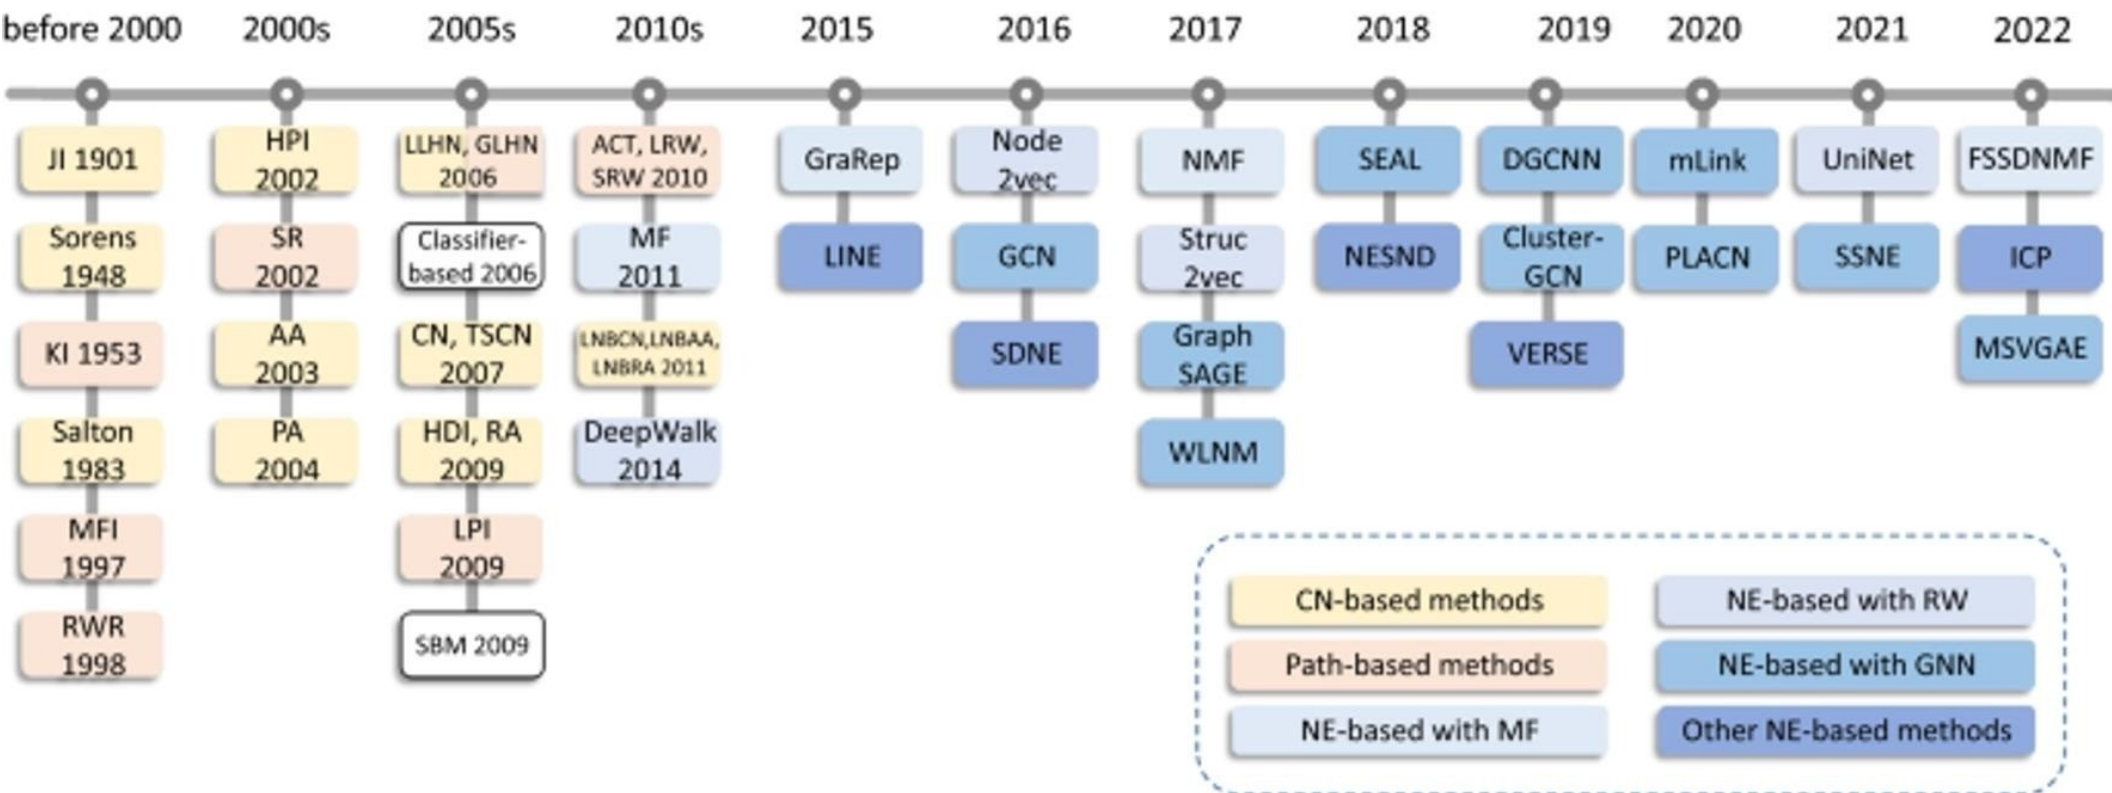 before 2000
2000s
2005s
2010s
2015
2016
2017
2018
2019
2020
2021
2022
JI 1901
Sorens
1948
KI 1953
Salton
1983
MFI
1997
RWR
1998
HPI
2002
SR
2002
AA
2003
PA
2004
LLHN, GLHN
2006
Classifier-
based 2006
CN, TSCN
2007
HDI, RA
2009
LPI
2009
SBM 2009
ACT, LRW,
SRW 2010
MF
2011
LNBCN,LNBAA,
LNBRA 2011
DeepWalk
2014
GraRep
LINE
Node
2vec
GCN
SDNE
NMF
Struc
2vec
Graph
SAGE
WLNM
SEAL
NESND
DGCNN
Cluster-
GCN
VERSE
mLink
PLACN
UniNet
SSNE
FSSDNMF
ICP
MSVGAE
CN-based methods
Path-based methods
NE-based with MF
NE-based with RW
NE-based with GNN
Other NE-based methods